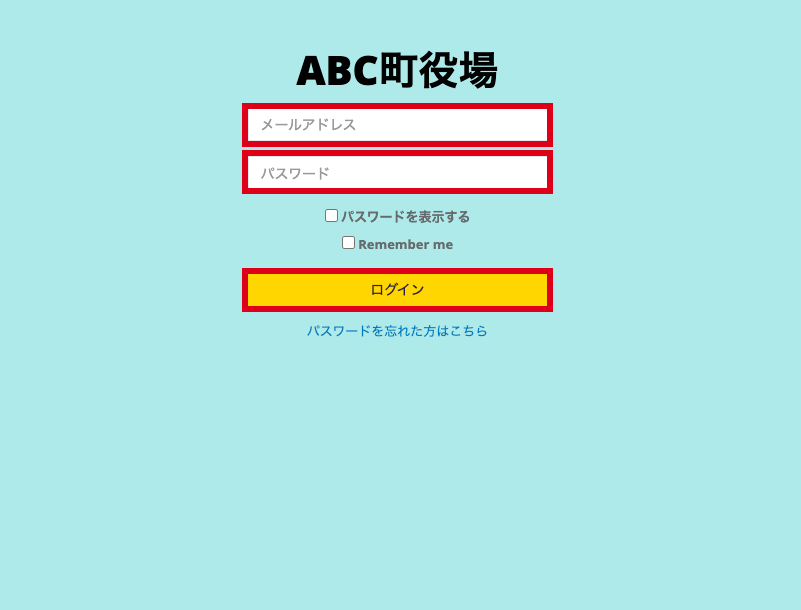 ABC町役場
メールアドレス
パスワード
パスワードを表示する
Remember me
ログイン
パスワードを忘れた方はこちら